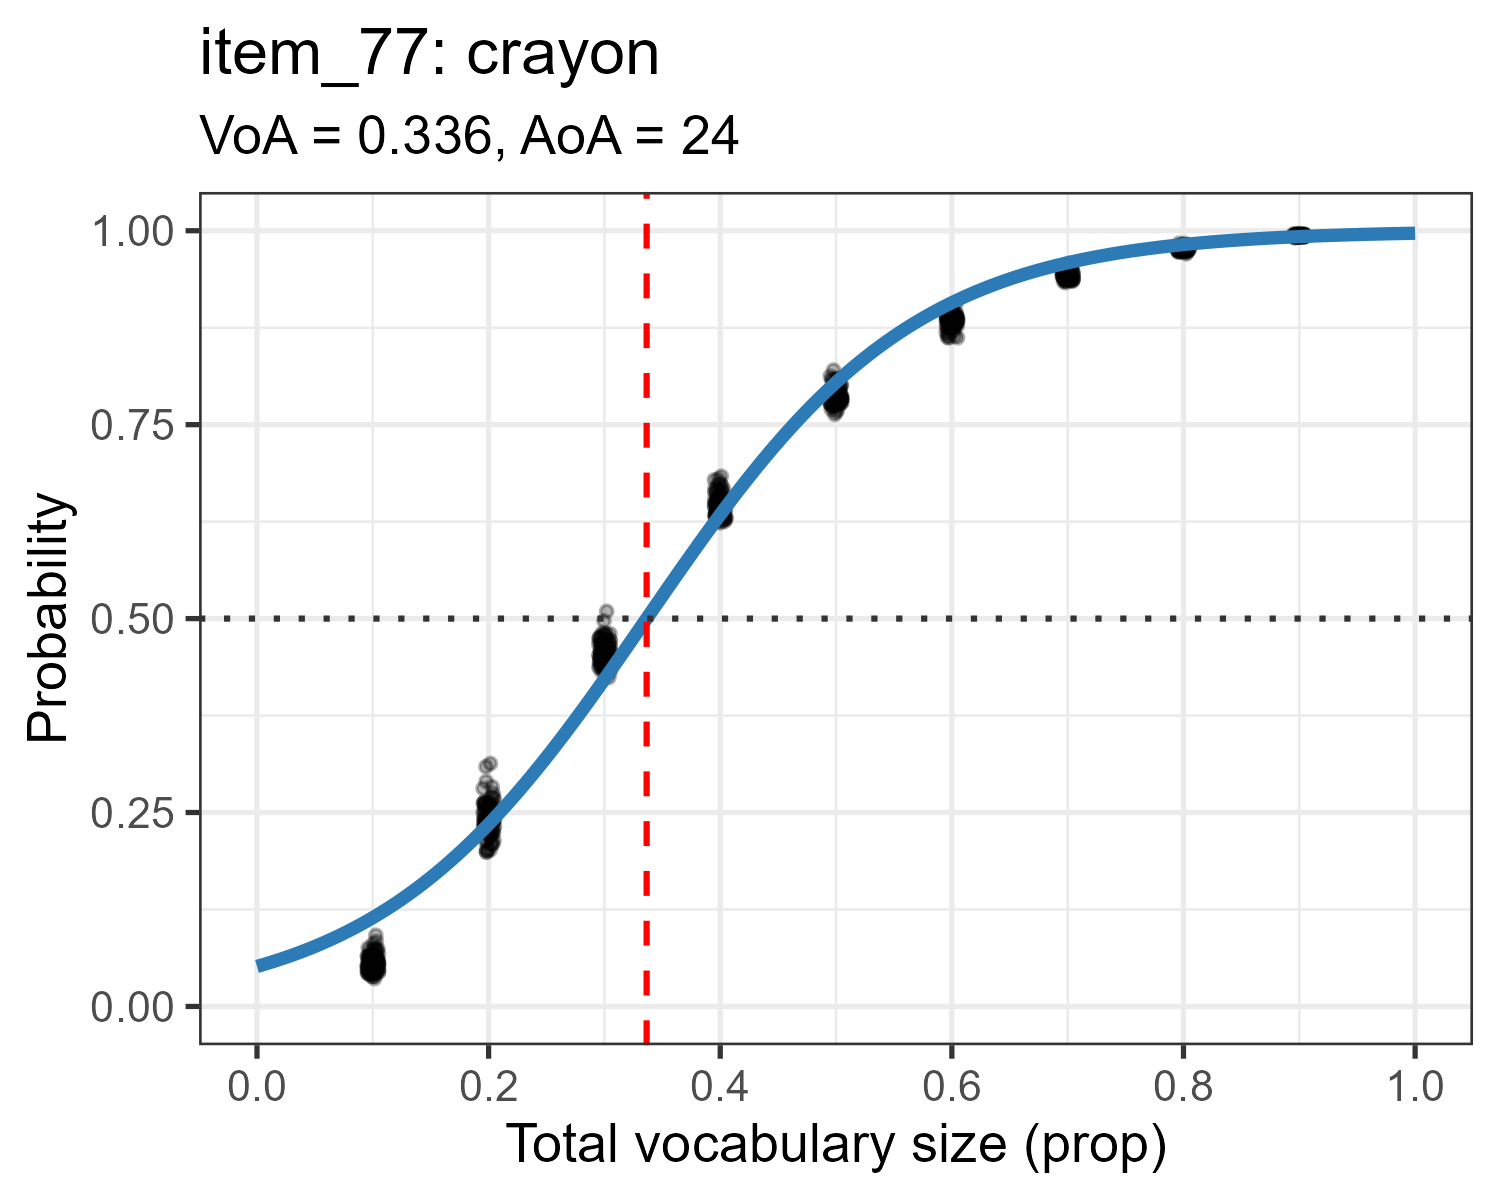 item_77: crayon
VoA = 0.336, AoA = 24
1.00
0.75
0.50
0.25
0.00
Probability
0.0 0.2 0.4 0.6 0.8 1.0
Total vocabulary size (prop)